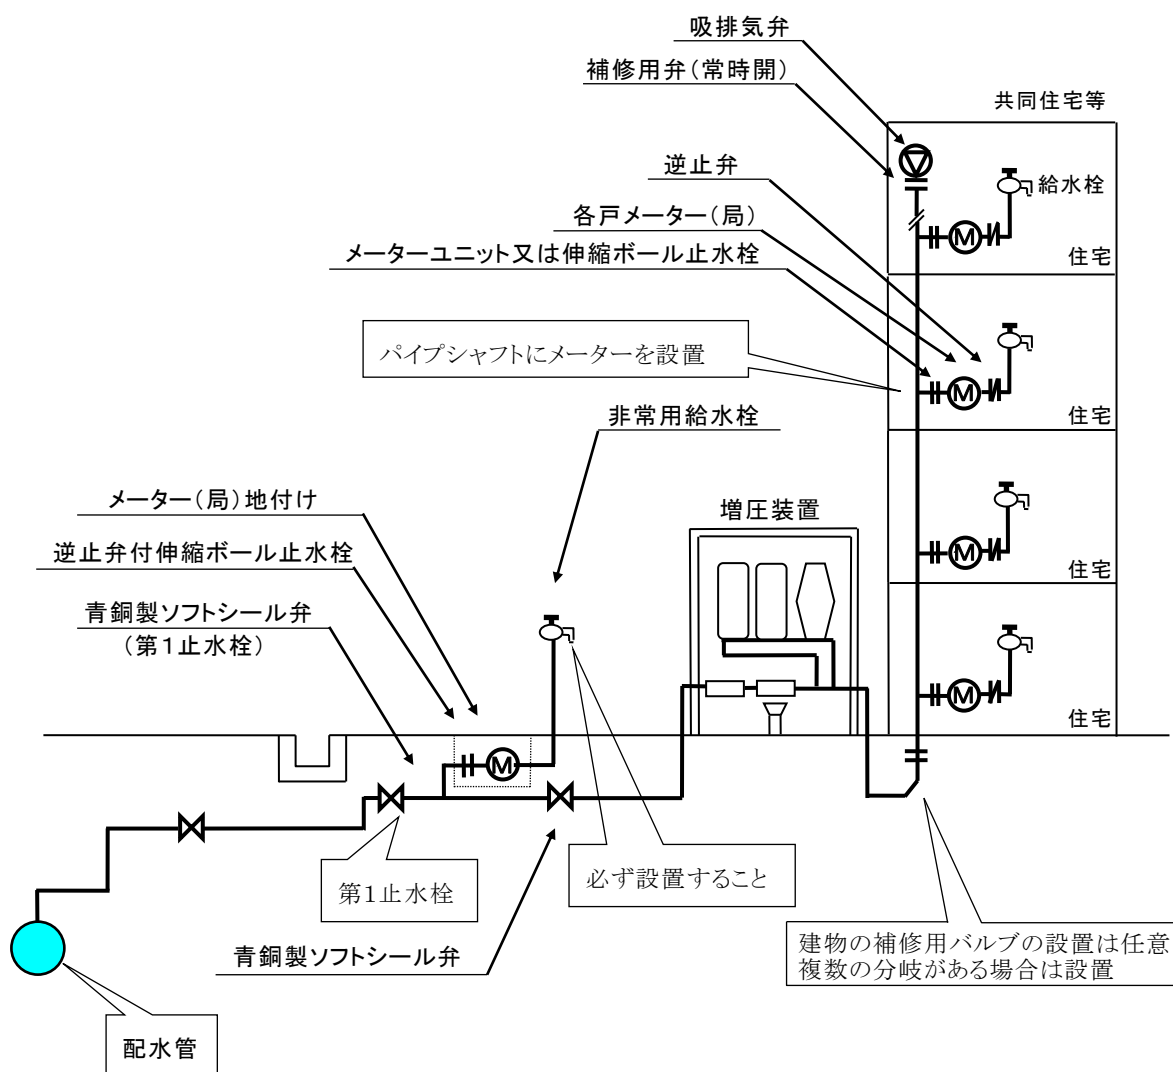 吸排気弁
補修用弁(常時開)
共同住宅等
逆止弁
給水栓
各戸メーター(局)
メーターユニット又は伸縮ボール止水栓
住宅
パイプシャフトにメーターを設置
M
M
住宅
非常用給水栓
メーター(局)地付け
増圧装置
逆止弁付伸縮ボール止水栓
M
住宅
青銅製ソフトシール弁
(第1止水栓)
M
住宅
M
第1止水栓
必ず設置すること
青銅製ソフトシール弁
建物の補修用バルブの設置は任意
複数の分岐がある場合は設置
配水管